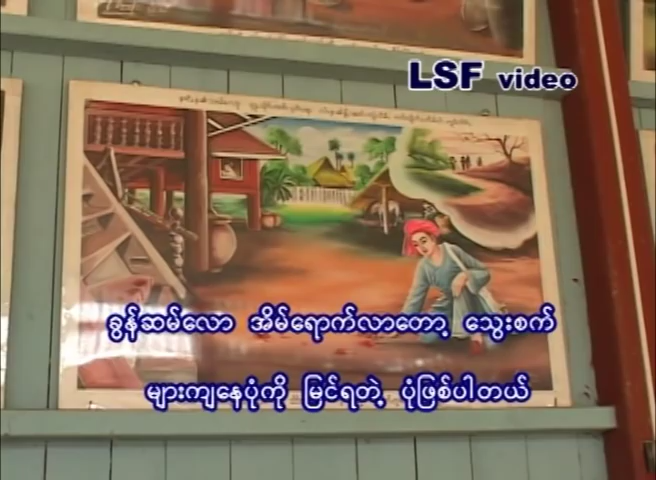 LSF video
ခွန်ဆမ်လော အိမ်ရောက်လာတော့ သွေးစက်
များကျနေပုံကို မြင်ရတဲ့ ပုံဖြစ်ပါတယ်